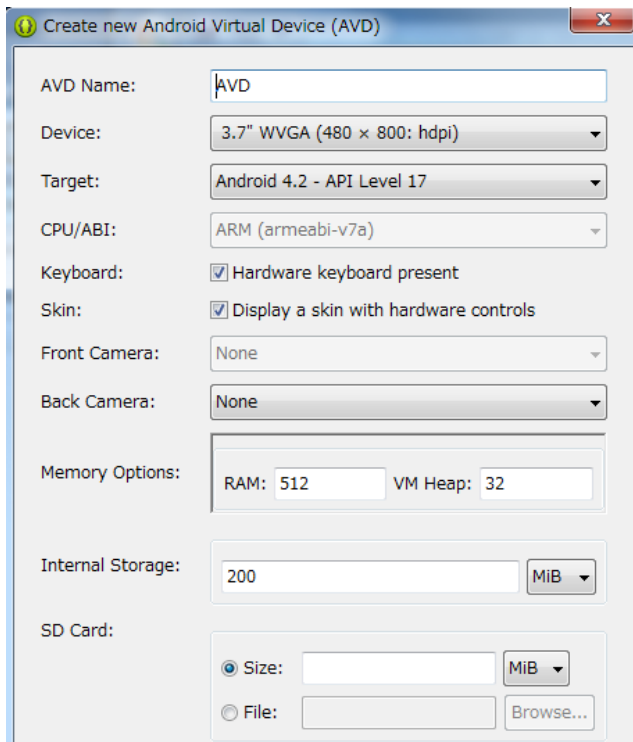 Create new Android Virtual Device (AVD)
AVD Name: AVD
Device: 3.7" WVGA (480 × 800: hdpi)
Target: Android 4.2 - API Level 17
CPU/ABI: ARM (armeabi-v7a)
Keyboard: Hardware keyboard present
Skin: Display a skin with hardware controls
Front Camera: None
Back Camera: None
Memory Options: RAM: 512 VM Heap: 32
Internal Storage: 200 MiB
SD Card:
Size: MiB
File: Browse...